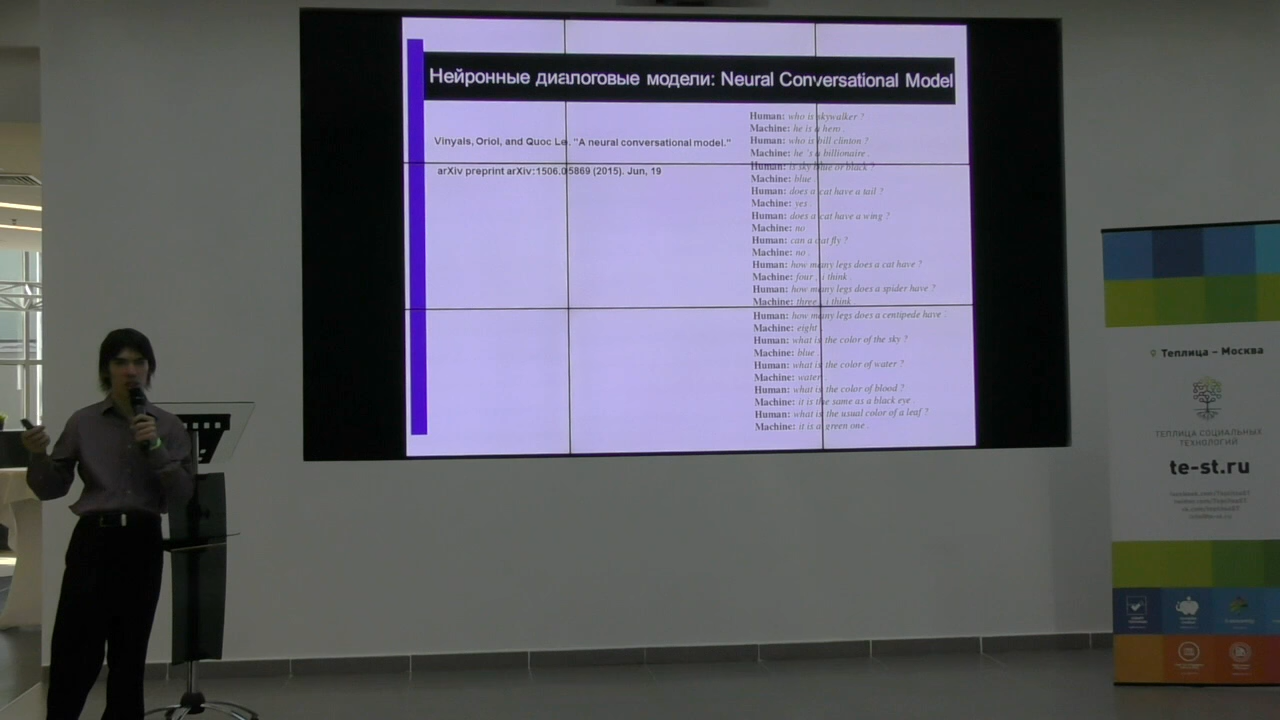 Нейронные диалоговые модели: Neural Conversational Model
Vinyals, Oriol, and Quoc Le. "A neural conversational model."
arXiv preprint arXiv:1506.05869 (2015). Jun, 19
Human: who is skywalker ?
Machine: he is a hero .
Human: who is bill clinton ?
Machine: he 's a billionaire .
Human: is sky blue or black ?
Machine: blue .
Human: does a cat have a tail ?
Machine: yes .
Human: does a cat have a wing ?
Machine: no
Human: can a cat fly ?
Machine: no .
Human: how many legs does a cat have ?
Machine: four , i think .
Human: how many legs does a spider have ?
Machine: three , i think .
Human: how many legs does a centipede have
Machine: eight .
Human: what is the color of the sky ?
Machine: blue .
Human: what is the color of water ?
Machine: water
Human: what is the color of blood ?
Machine: it is the same as a black eye .
Human: what is the usual color of a leaf ?
Machine: it is a green one .
Теплица – Москва
ТЕПЛИЦА СОЦИАЛЬНЫХ
ТЕХНОЛОГИЙ
te-st.ru